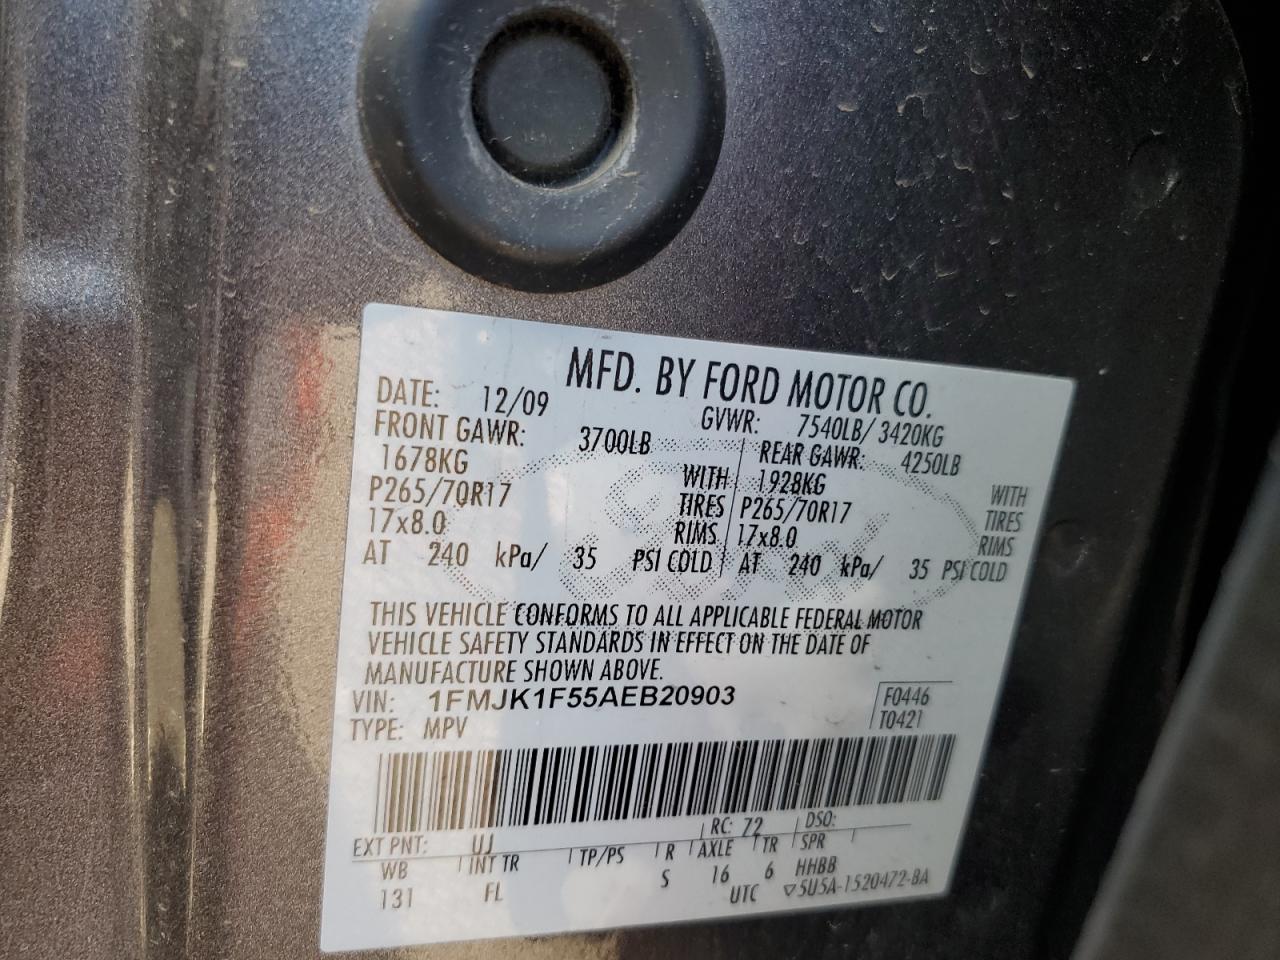 MFD. BY FORD MOTOR CO.
DATE: 12/09 GVWR: 7540LB/ 3420KG
FRONT GAWR: 3700LB REAR GAWR: 4250LB
1678KG WITH 1928KG WITH
P265/70R17 TIRES P265/70R17 TIRES
17x8.0 RIMS 17x8.0 RIMS
AT 240 kPa/ 35 PSI COLD AT 240 kPa/ 35 PSI COLD
THIS VEHICLE CONFORMS TO ALL APPLICABLE FEDERAL MOTOR
VEHICLE SAFETY STANDARDS IN EFFECT ON THE DATE OF
MANUFACTURE SHOWN ABOVE.
VIN: 1FMJK1F55AEB20903 F0446
TYPE: MPV T0421
EXT PNT: UJ RC: 72 DSO:
WB INT TR TP/PS R AXLE TR SPR
131 FL S 16 6 HHBB
UTC ▽5U5A-1520472-BA